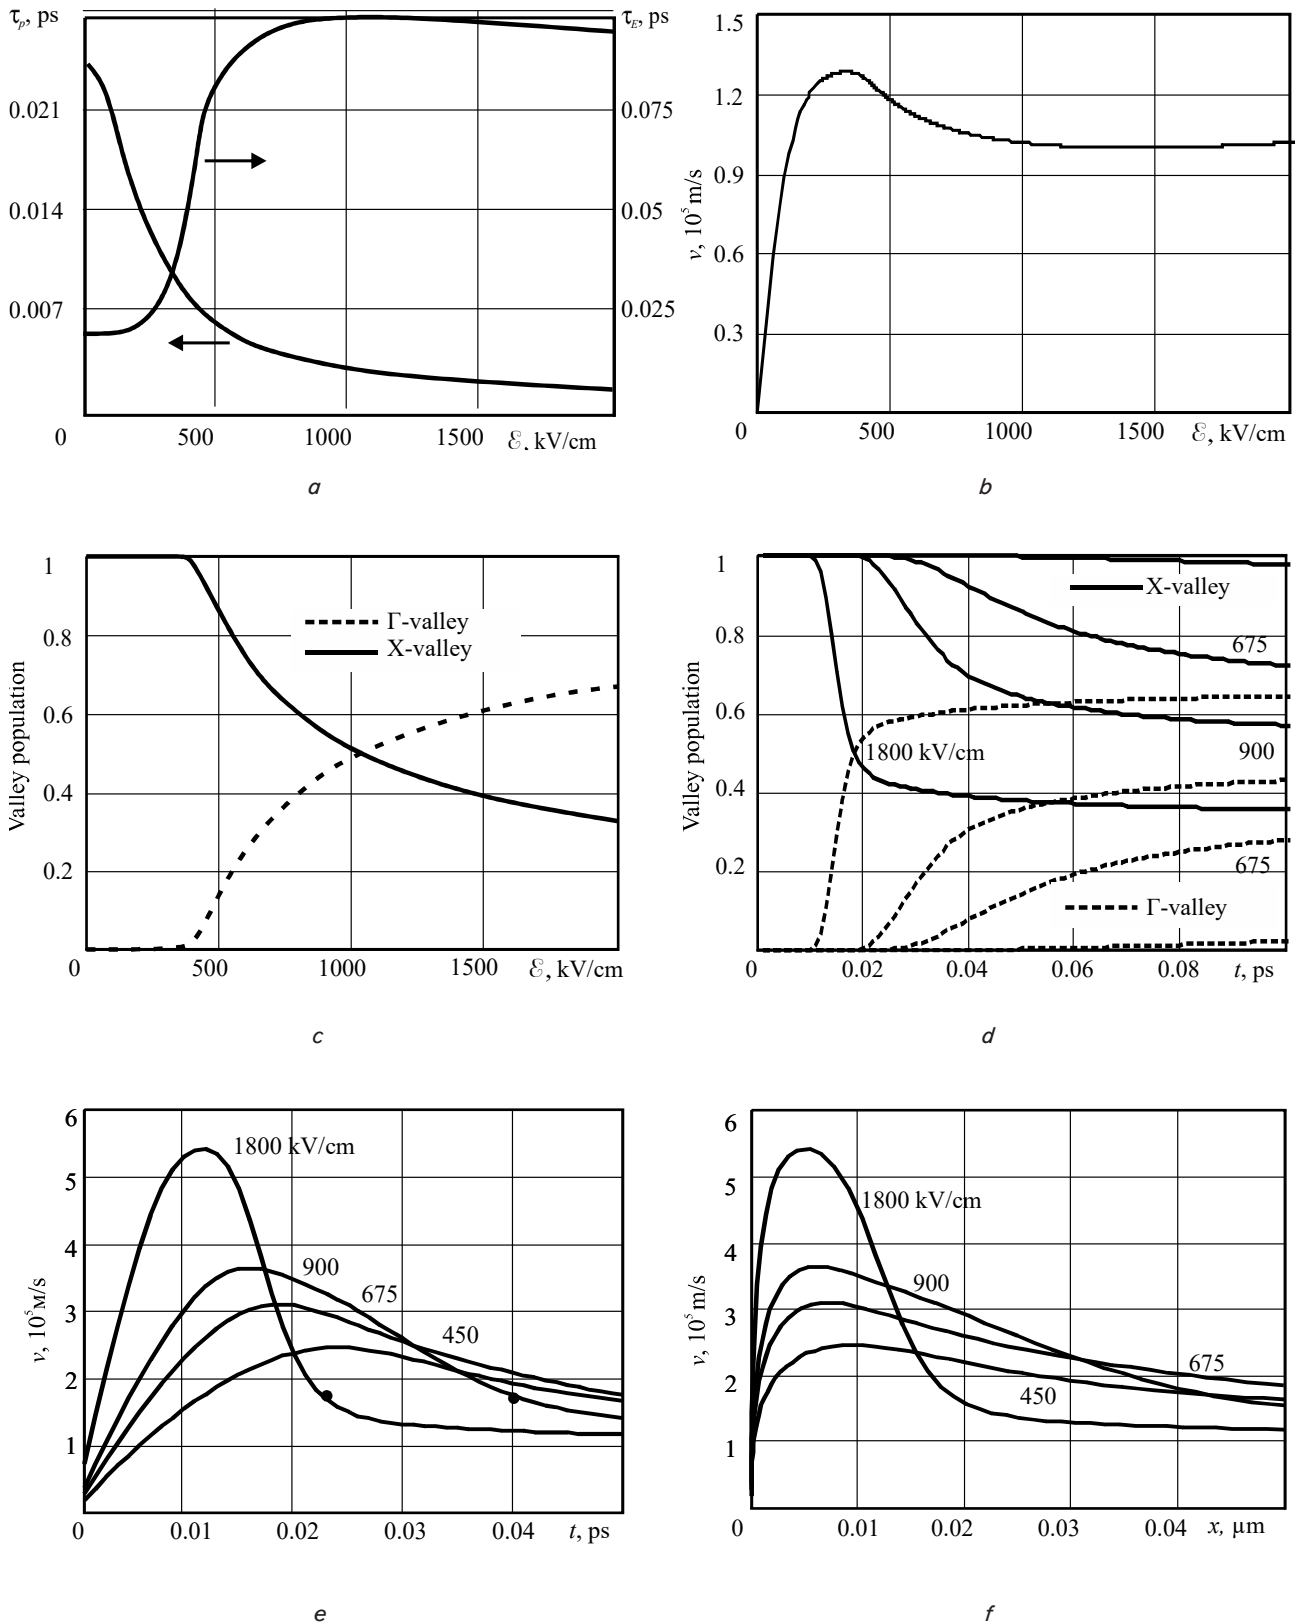 τp, ps
τE, ps
0.021
0.075
0.014
0.05
0.007
0.025
0
500
1000
1500
ℰ, kV/cm
a
1.5
1.2
0.9
0.6
0.3
v, 10⁵ m/s
0
500
1000
1500
ℰ, kV/cm
b
1
0.8
0.6
0.4
0.2
Valley population
Γ-valley
X-valley
0
500
1000
1500
ℰ, kV/cm
c
1
0.8
0.6
0.4
0.2
Valley population
X-valley
675
1800 kV/cm
900
675
Γ-valley
0
0.02
0.04
0.06
0.08
t, ps
d
6
5
4
3
2
1
v, 10⁵м/s
1800 kV/cm
900
675
450
0
0.01
0.02
0.03
0.04
t, ps
e
6
5
4
3
2
1
v, 10⁵ m/s
1800 kV/cm
900
675
450
0
0.01
0.02
0.03
0.04
x, µm
f